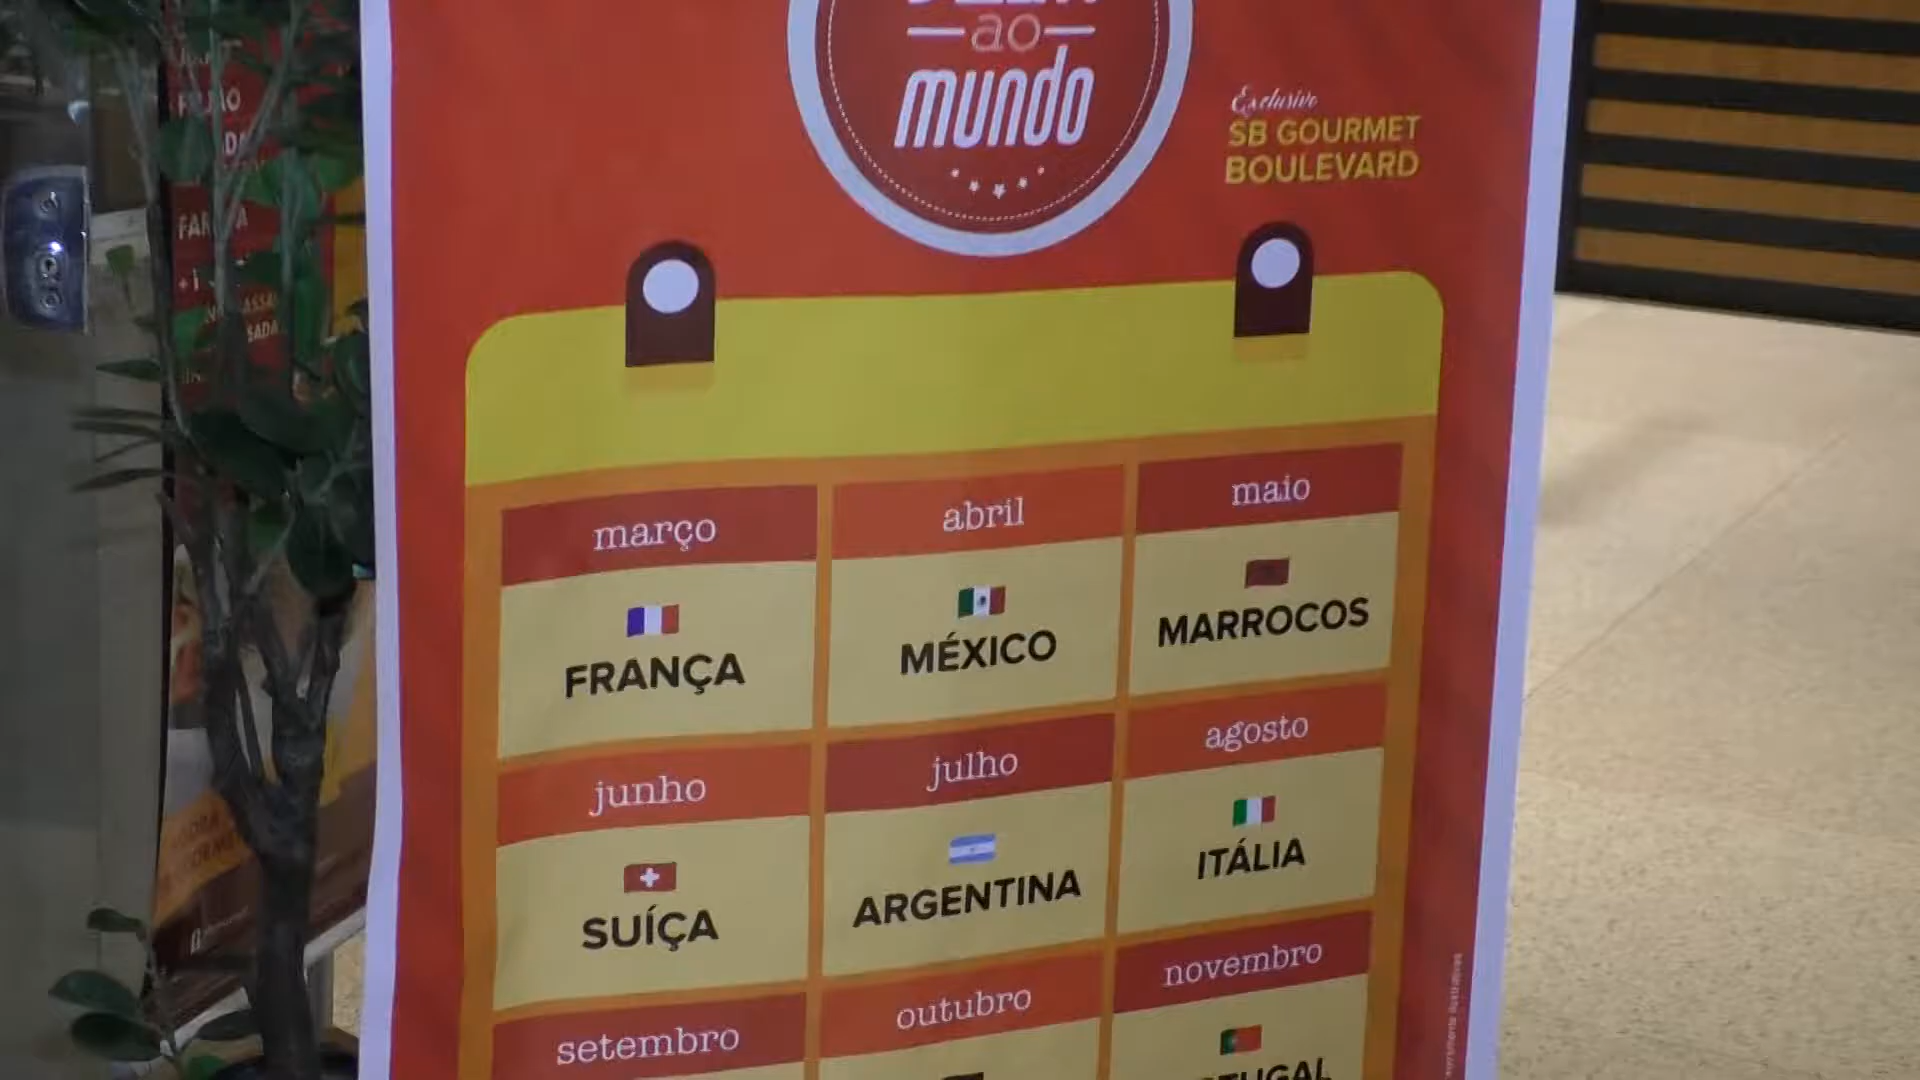 ao
mundo
Exclusivo
SB GOURMET
BOULEVARD
março
abril
maio
FRANÇA
MÉXICO
MARROCOS
junho
julho
agosto
SUÍÇA
ARGENTINA
ITÁLIA
setembro
outubro
novembro